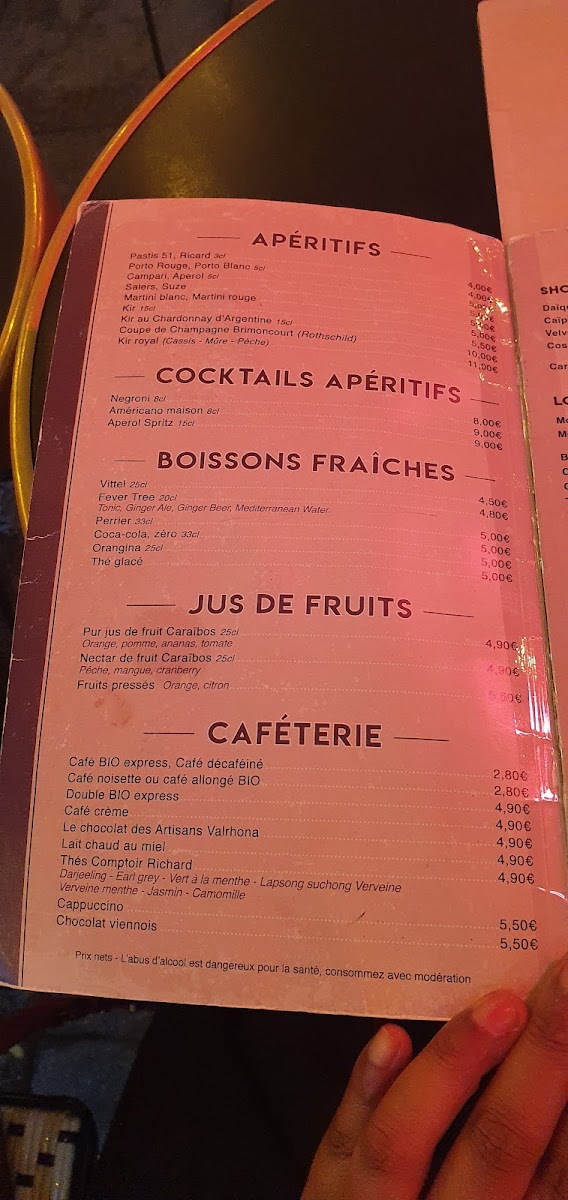 APÉRITIFS
Pastis 51, Ricard 3cl 4,00€
Porto Rouge, Porto Blanc 5cl 4,00€
Campari, Aperol 5cl
Salers, Suze
Martini blanc, Martini rouge
Kir 15cl 5,00€
Kir au Chardonnay d'Argentine 15cl 5,50€
Coupe de Champagne Brimoncourt (Rothschild) 10,00€
Kir royal (Cassis - Mûre - Pêche) 11,00€
COCKTAILS APÉRITIFS
Negroni 8cl 8,00€
Américano maison 8cl 9,00€
Aperol Spritz 15cl 9,00€
BOISSONS FRAÎCHES
Vittel 25cl 4,50€
Fever Tree 20cl 4,80€
Tonic, Ginger Ale, Ginger Beer, Mediterranean Water
Perrier 33cl 5,00€
Coca-cola, zéro 33cl 5,00€
Orangina 25cl 5,00€
Thé glacé 5,00€
JUS DE FRUITS
Pur jus de fruit Caraïbos 25cl 4,90€
Orange, pomme, ananas, tomate
Nectar de fruit Caraïbos 25cl 4,90€
Pêche, mangue, cranberry
Fruits pressés Orange, citron
CAFÉTERIE
Café BIO express, Café décaféiné 2,80€
Café noisette ou café allongé BIO 2,80€
Double BIO express 4,90€
Café crème 4,90€
Le chocolat des Artisans Valrhona 4,90€
Lait chaud au miel 4,90€
Thés Comptoir Richard 4,90€
Darjeeling - Earl grey - Vert à la menthe - Lapsong suchong Verveine
Verveine menthe - Jasmin - Camomille
Cappuccino 5,50€
Chocolat viennois 5,50€
Prix nets - L'abus d'alcool est dangereux pour la santé, consommez avec modération
SHO
Daiq
Caïp
Velv
Cos
Car
LO